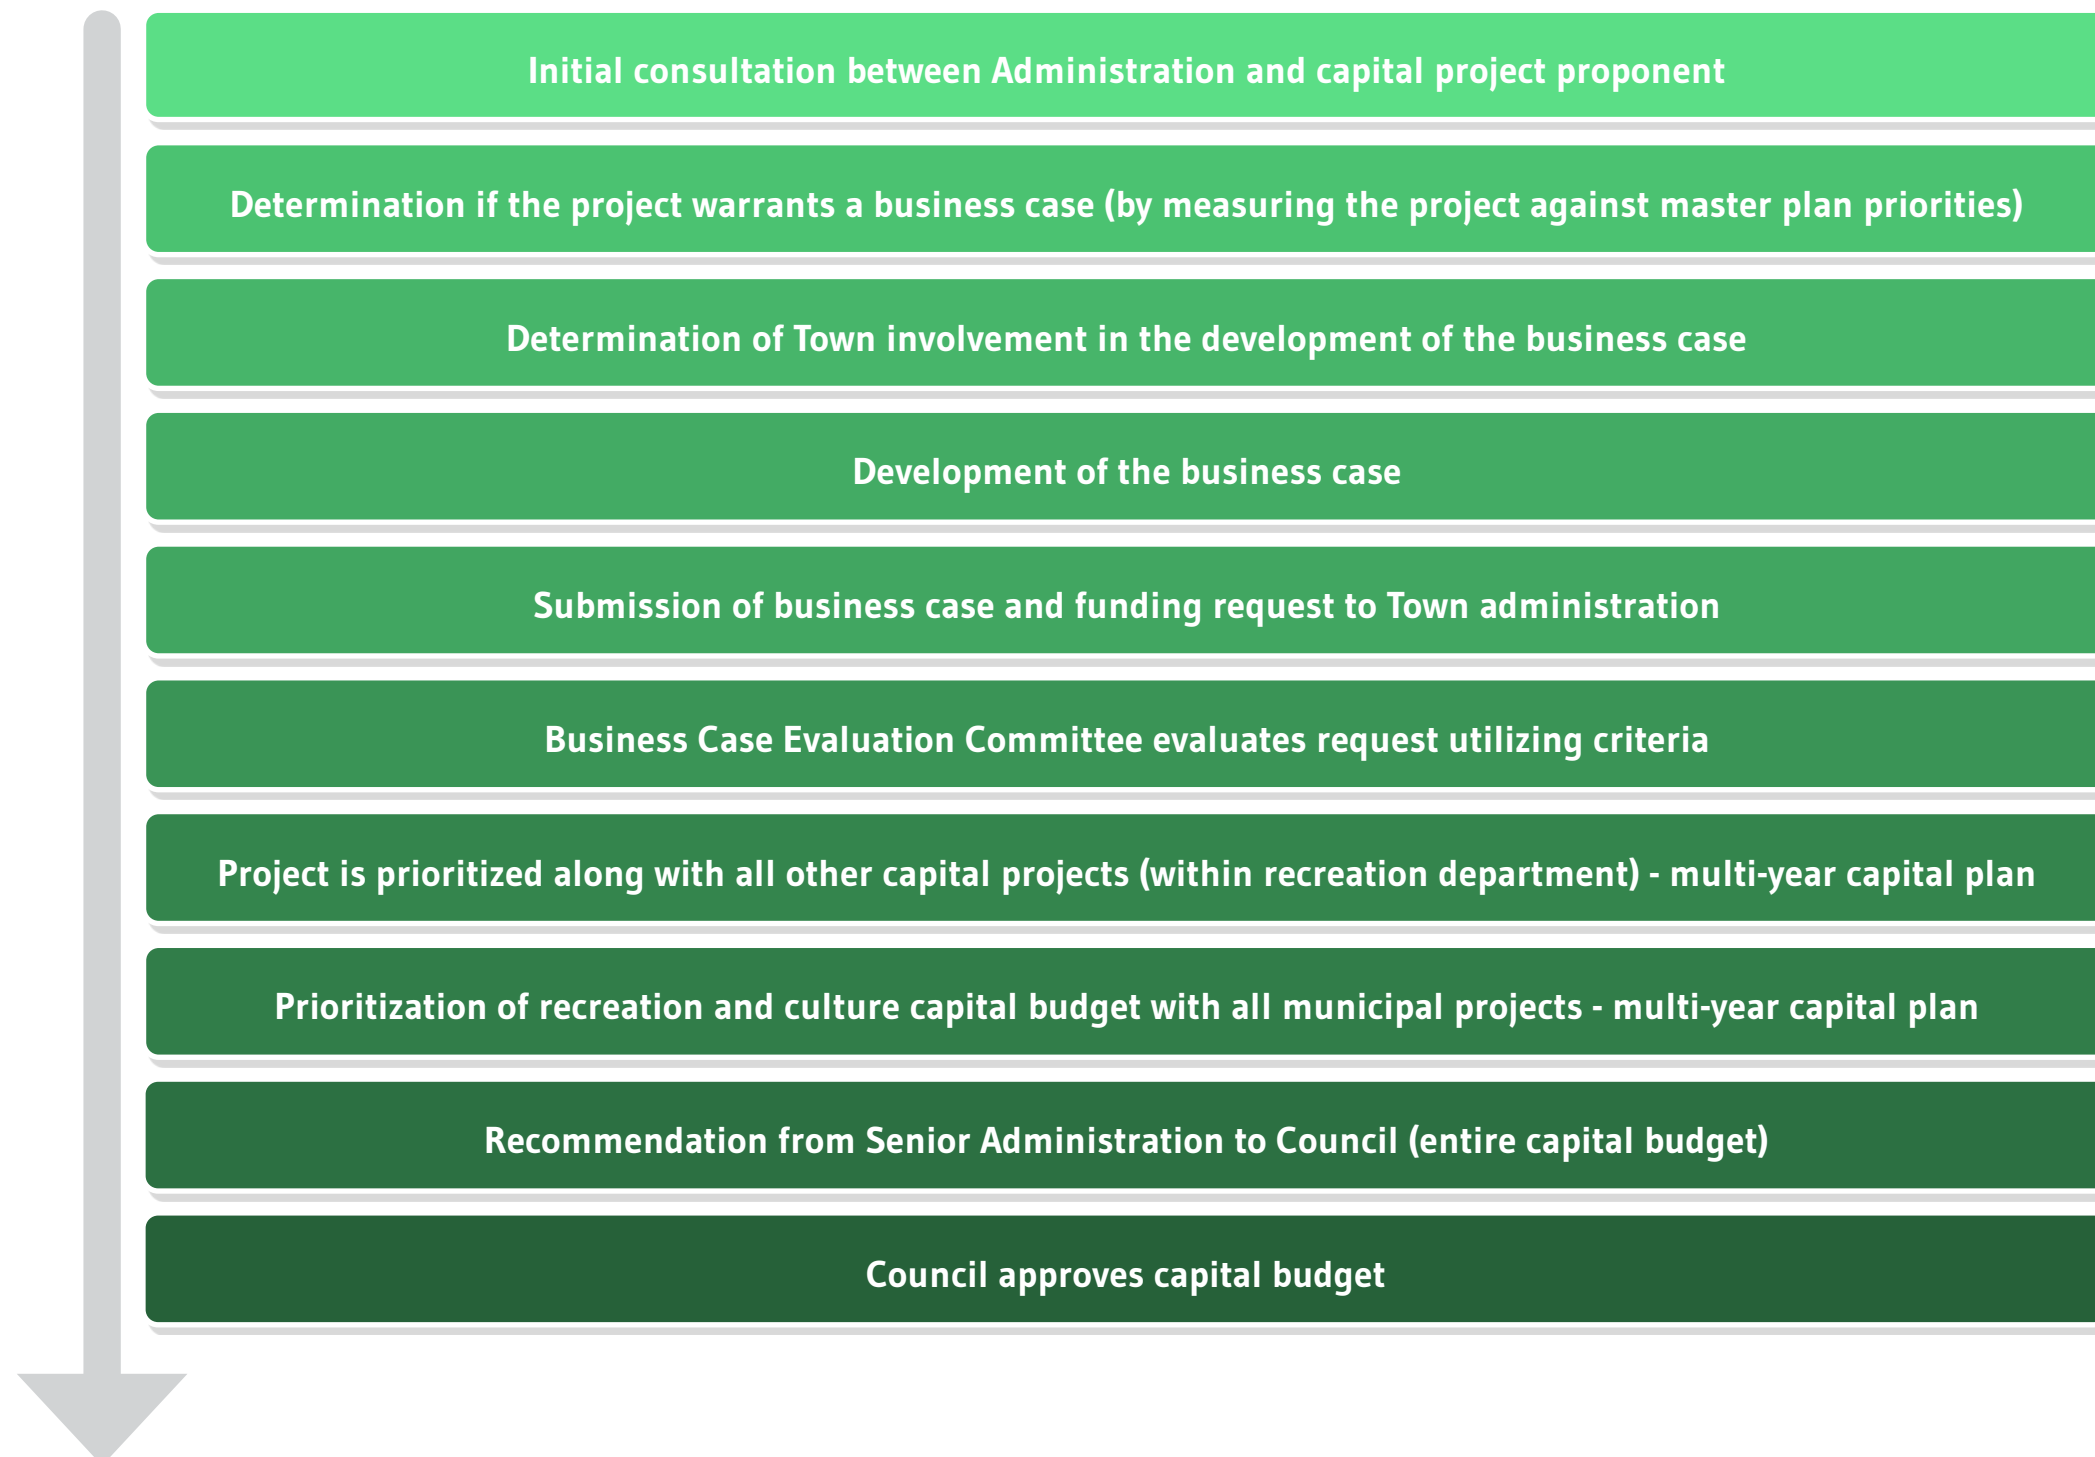 Initial consultation between Administration and capital project proponent
Determination if the project warrants a business case (by measuring the project against master plan priorities)
Determination of Town involvement in the development of the business case
Development of the business case
Submission of business case and funding request to Town administration
Business Case Evaluation Committee evaluates request utilizing criteria
Project is prioritized along with all other capital projects (within recreation department) - multi-year capital plan
Prioritization of recreation and culture capital budget with all municipal projects - multi-year capital plan
Recommendation from Senior Administration to Council (entire capital budget)
Council approves capital budget